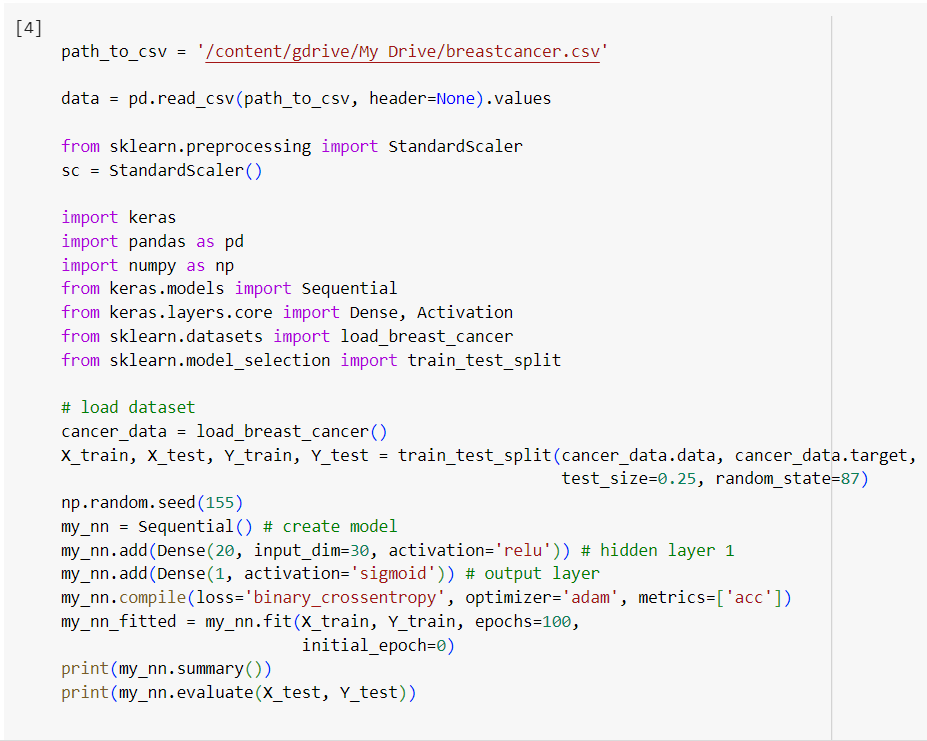 [4]
path_to_csv = '/content/gdrive/My Drive/breastcancer.csv'
data = pd.read_csv(path_to_csv, header=None).values
from sklearn.preprocessing import StandardScaler
sc = StandardScaler()
import keras
import pandas as pd
import numpy as np
from keras.models import Sequential
from keras.layers.core import Dense, Activation
from sklearn.datasets import load_breast_cancer
from sklearn.model_selection import train_test_split
# load dataset
cancer_data = load_breast_cancer()
X_train, X_test, Y_train, Y_test = train_test_split(cancer_data.data, cancer_data.target,
test_size=0.25, random_state=87)
np.random.seed(155)
my_nn = Sequential() # create model
my_nn.add(Dense(20, input_dim=30, activation='relu')) # hidden layer 1
my_nn.add(Dense(1, activation='sigmoid')) # output layer
my_nn.compile(loss='binary_crossentropy', optimizer='adam', metrics=['acc'])
my_nn_fitted = my_nn.fit(X_train, Y_train, epochs=100,
initial_epoch=0)
print(my_nn.summary())
print(my_nn.evaluate(X_test, Y_test))